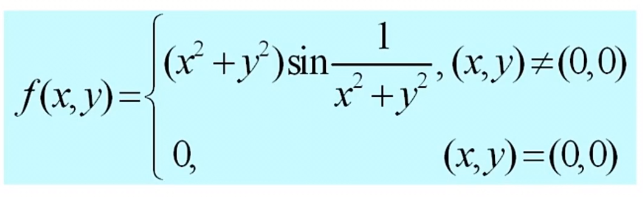 f(x,y)={(x²+y²)sin 1/(x²+y²), (x,y)≠(0,0)
0, (x,y)=(0,0)